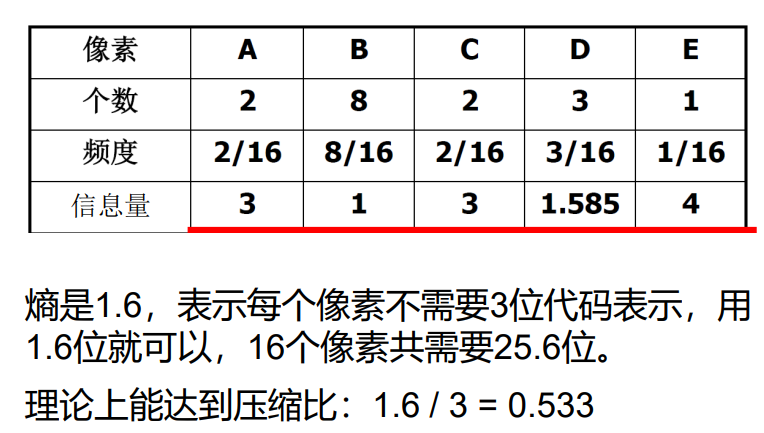 像素 A B C D E
个数 2 8 2 3 1
频度 2/16 8/16 2/16 3/16 1/16
信息量 3 1 3 1.585 4
熵是1.6，表示每个像素不需要3位代码表示，用
1.6位就可以，16个像素共需要25.6位。
理论上能达到压缩比：1.6 / 3 = 0.533